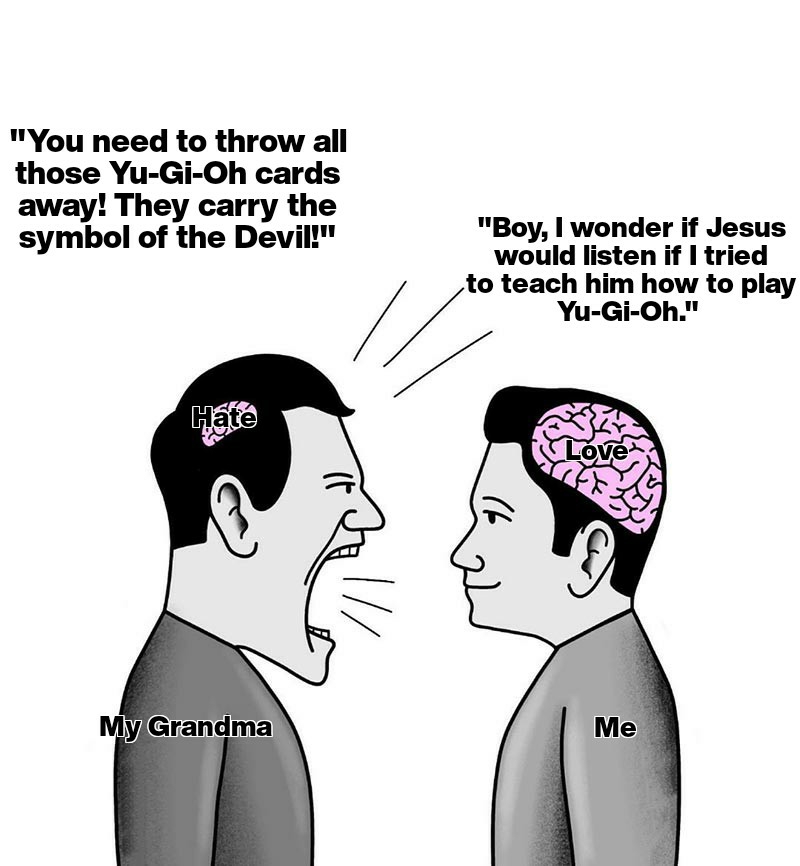 "You need to throw all
those Yu-Gi-Oh cards
away! They carry the
symbol of the Devil!"
"Boy, I wonder if Jesus
would listen if I tried
to teach him how to play
Yu-Gi-Oh."
Hate
Love
My Grandma
Me